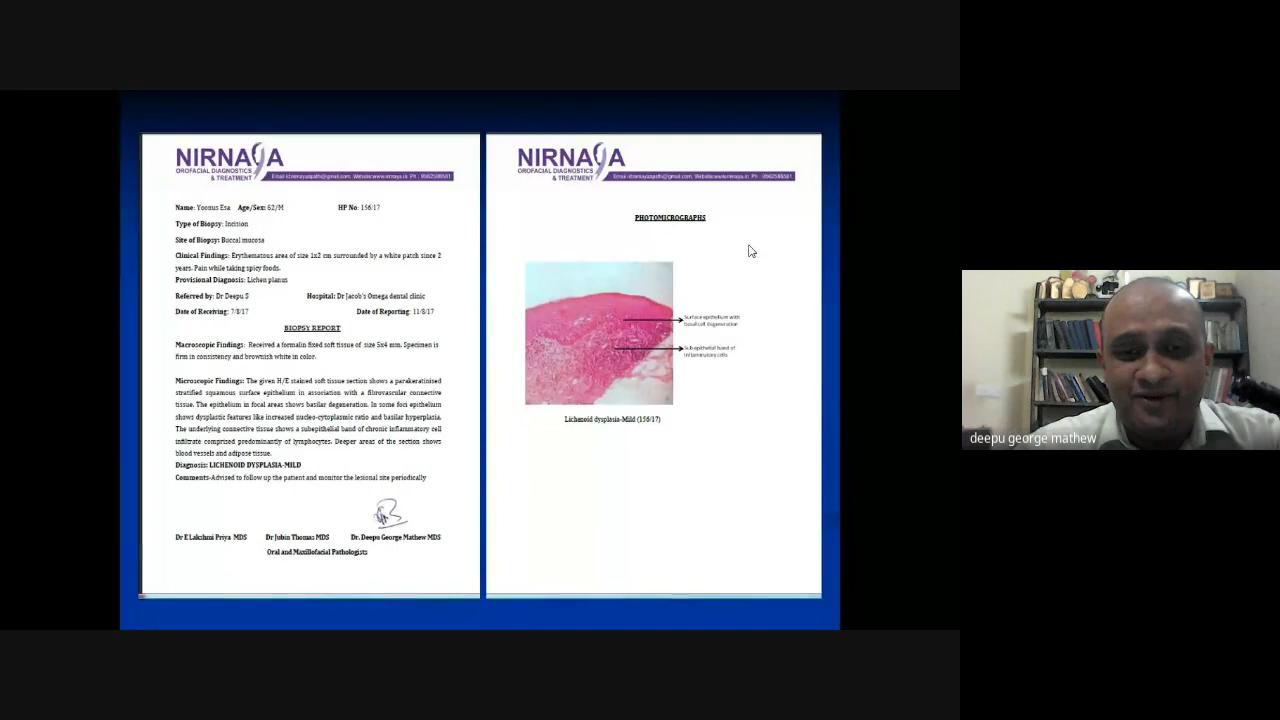 NIRNAYA
OROFACIAL DIAGNOSTICS
& TREATMENT
Name: Yoonus Esa Age/Sex: 62/M HP No: 156/17
Type of Biopsy: Incision
Site of Biopsy: Buccal mucosa
Clinical Findings: Erythematous area of size 1x2 cm surrounded by a white patch since 2
years. Pain while taking spicy foods.
Provisional Diagnosis: Lichen planus
Referred by: Dr Deepu S Hospital: Dr Jacob's Omega dental clinic
Date of Receiving: 7/8/17 Date of Reporting: 11/8/17
BIOPSY REPORT
Macroscopic Findings: Received a formalin fixed soft tissue of size 5x4 mm. Specimen is
firm in consistency and brownish white in color.
Microscopic Findings: The given H/E stained soft tissue section shows a parakeratinised
stratified squamous surface epithelium in association with a fibrovascular connective
tissue. The epithelium in focal areas shows basilar degeneration. In some foci epithelium
shows dysplastic features like increased nucleo-cytoplasmic ratio and basilar hyperplasia.
The underlying connective tissue shows a subepithelial band of chronic inflammatory cell
infiltrate comprised predominantly of lymphocytes. Deeper areas of the section shows
blood vessels and adipose tissue.
Diagnosis: LICHENOID DYSPLASIA-MILD
Comments-Advised to follow up the patient and monitor the lesional site periodically
Dr E Lakshmi Priya MDS Dr Jubin Thomas MDS Dr. Deepu George Mathew MDS
Oral and Maxillofacial Pathologists
NIRNAYA
OROFACIAL DIAGNOSTICS
& TREATMENT
PHOTOMICROGRAPHS
Surface epithelium with
basal cell degeneration
Sub epithelial band of
inflammatory cells
Lichenoid dysplasia-Mild (156/17)
deepu george mathew